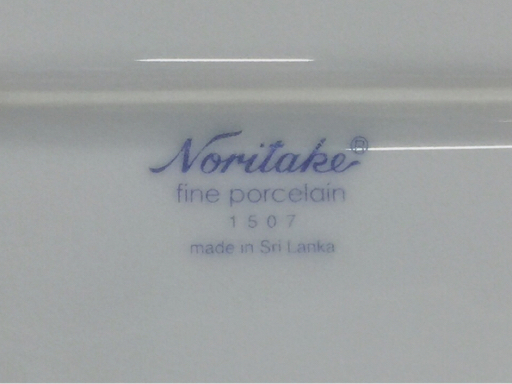 Noritake®
fine porcelain
1507
made in Sri Lanka